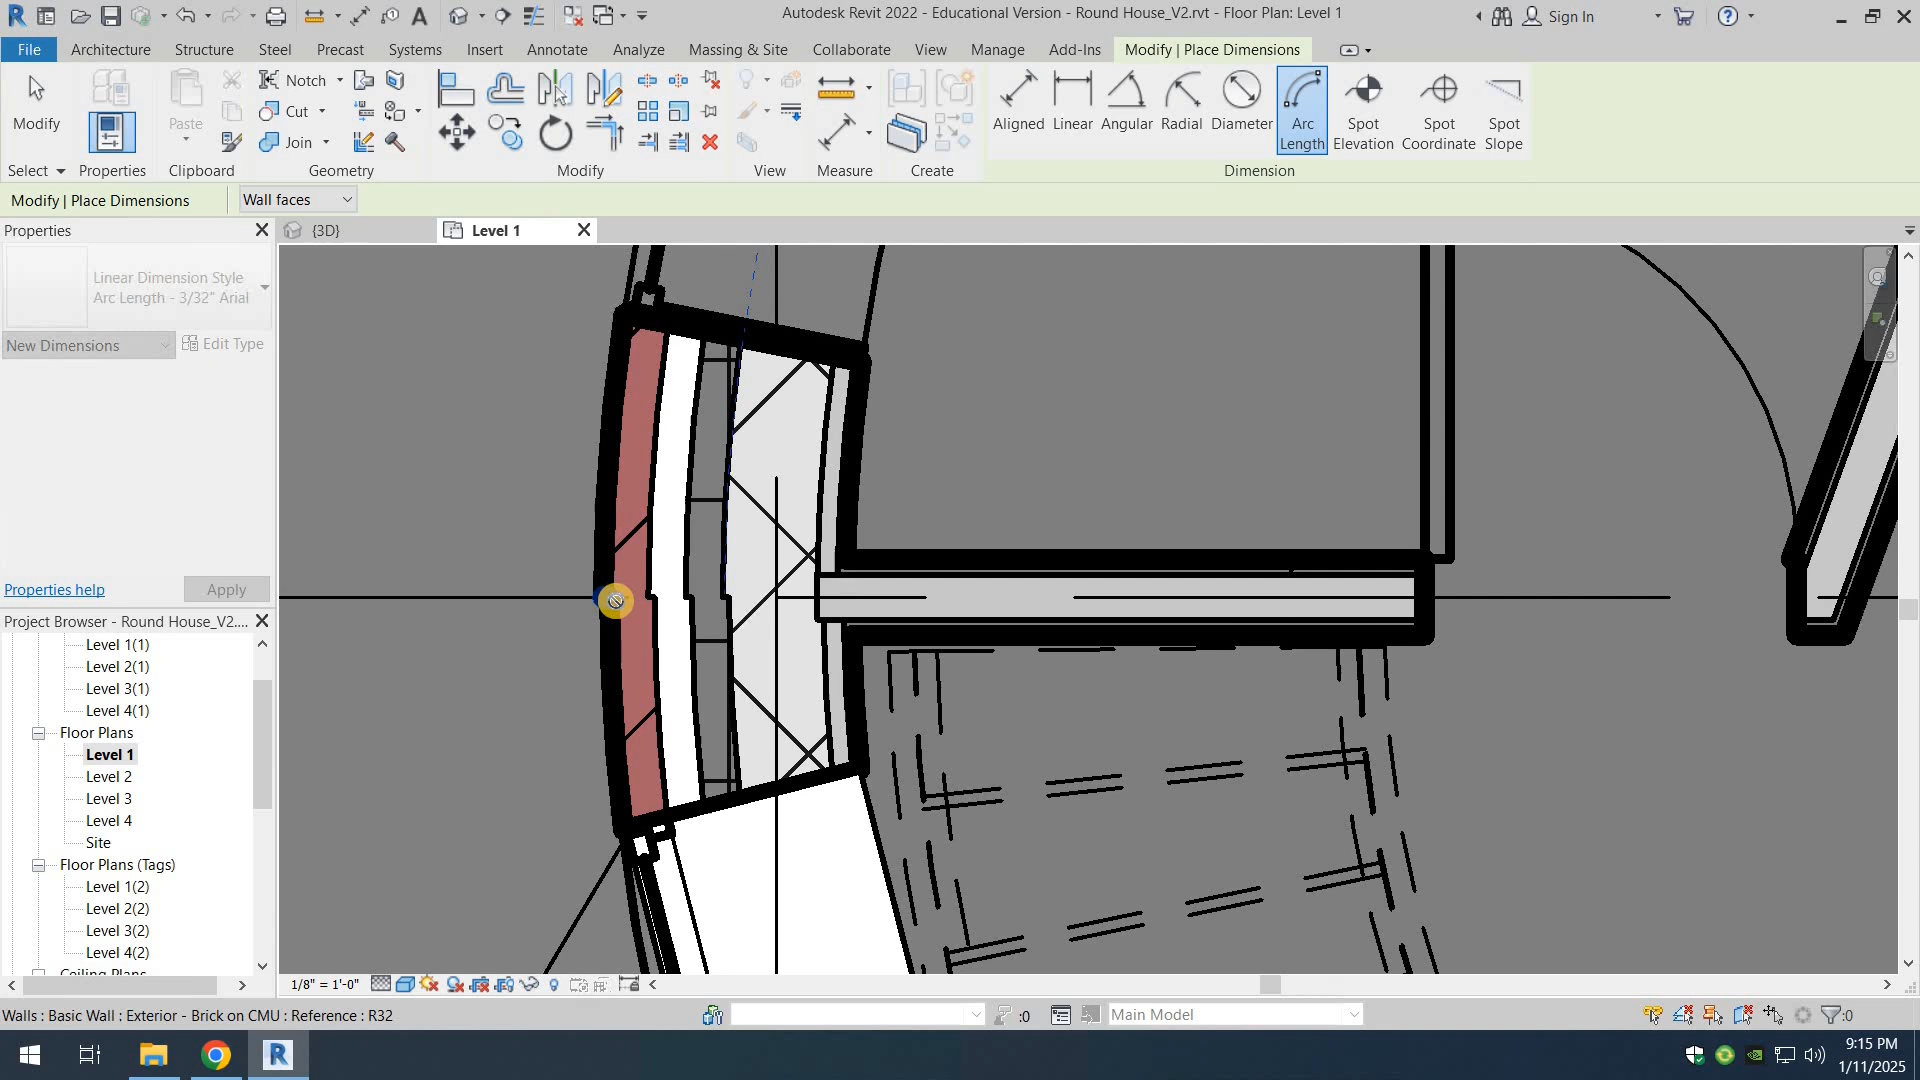 Autodesk Revit 2022 - Educational Version - Round House_V2.rvt - Floor Plan: Level 1
Sign In
File Architecture Structure Steel Precast Systems Insert Annotate Analyze Massing & Site Collaborate View Manage Add-Ins Modify | Place Dimensions
Modify
Paste
Notch
Cut
Join
Aligned Linear Angular Radial Diameter Arc Length Spot Elevation Spot Coordinate Spot Slope
Select Properties Clipboard Geometry Modify View Measure Create Dimension
Modify | Place Dimensions Wall faces
Properties
{3D}
Level 1
Linear Dimension Style
Arc Length - 3/32" Arial
New Dimensions Edit Type
Properties help Apply
Project Browser - Round House_V2....
Level 1(1)
Level 2(1)
Level 3(1)
Level 4(1)
Floor Plans
Level 1
Level 2
Level 3
Level 4
Site
Floor Plans (Tags)
Level 1(2)
Level 2(2)
Level 3(2)
Level 4(2)
Ceiling Plans
1/8" = 1'-0"
Walls : Basic Wall : Exterior - Brick on CMU : Reference : R32
:0
Main Model
:0
9:15 PM
1/11/2025